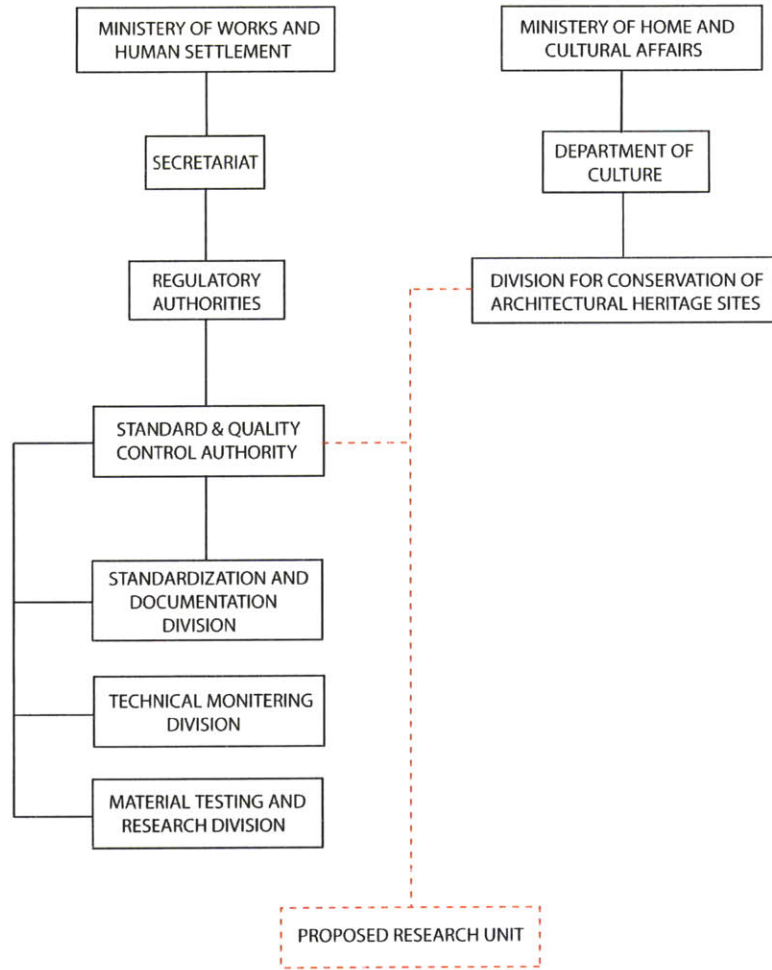 MINISTERY OF WORKS AND
HUMAN SETTLEMENT
SECRETARIAT
REGULATORY
AUTHORITIES
STANDARD & QUALITY
CONTROL AUTHORITY
STANDARDIZATION AND
DOCUMENTATION
DIVISION
TECHNICAL MONITERING
DIVISION
MATERIAL TESTING AND
RESEARCH DIVISION
MINISTERY OF HOME AND
CULTURAL AFFAIRS
DEPARTMENT OF
CULTURE
DIVISION FOR CONSERVATION OF
ARCHITECTURAL HERITAGE SITES
PROPOSED RESEARCH UNIT